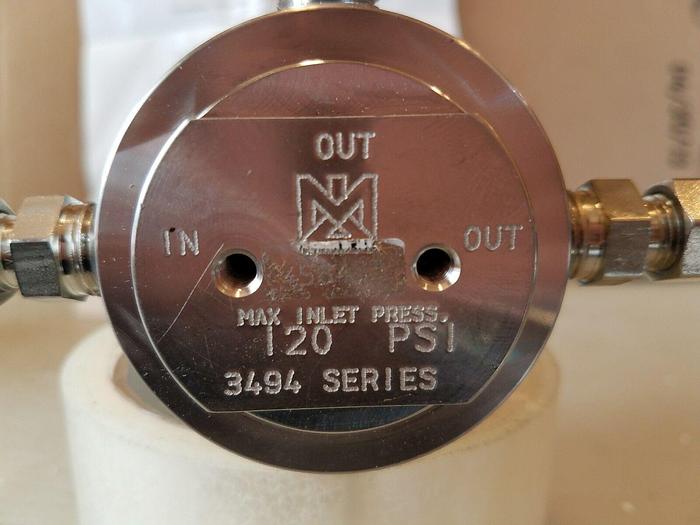 OUT
IN OUT
MAX INLET PRESS.
120 PSI
3494 SERIES